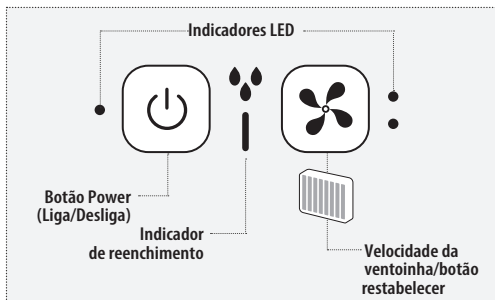 Indicadores LED
Botão Power
(Liga/Desliga)
Indicador
de reenchimento
Velocidade da
ventoinha/botão
restabelecer